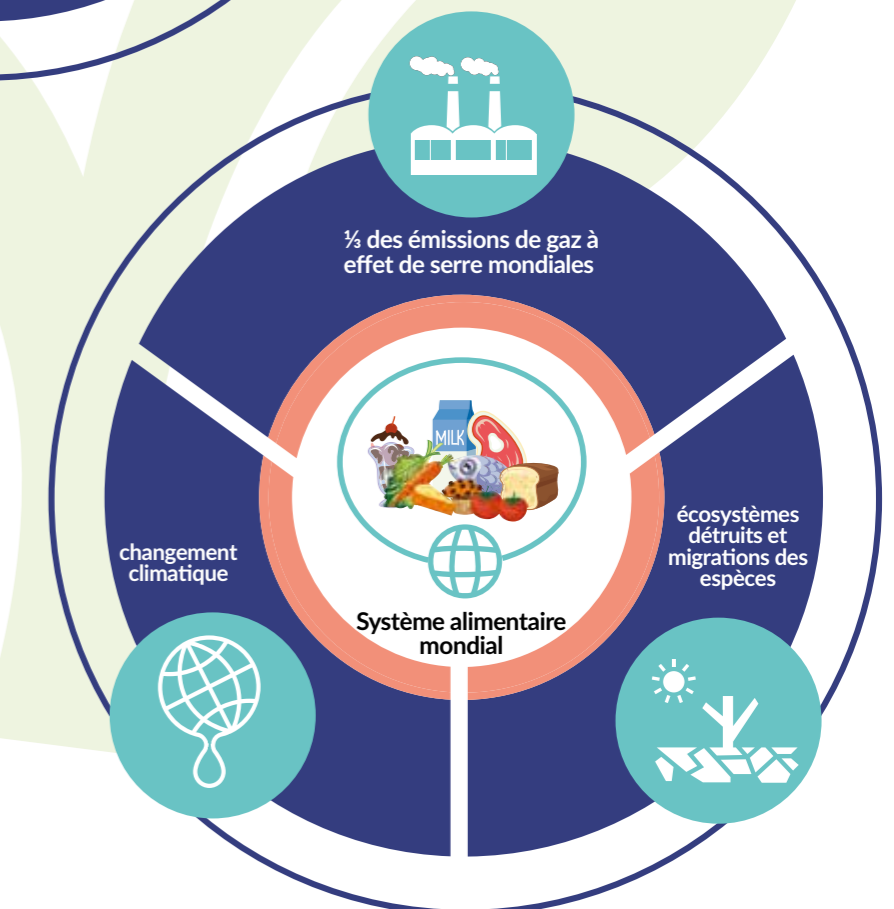 ⅓ des émissions de gaz à
effet de serre mondiales
MILK
Système alimentaire
mondial
changement
climatique
écosystèmes
détruits et
migrations des
espèces